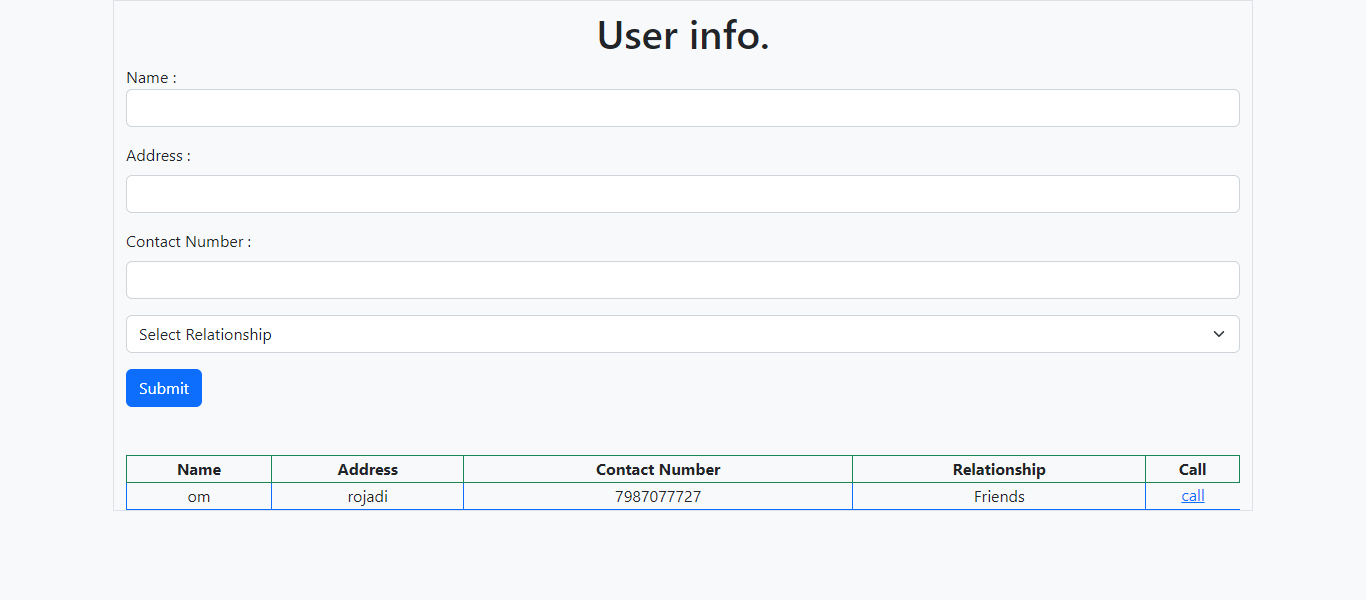 User info.
Name :
Address :
Contact Number :
Select Relationship
Submit
Name Address Contact Number Relationship Call
om rojadi 7987077727 Friends call